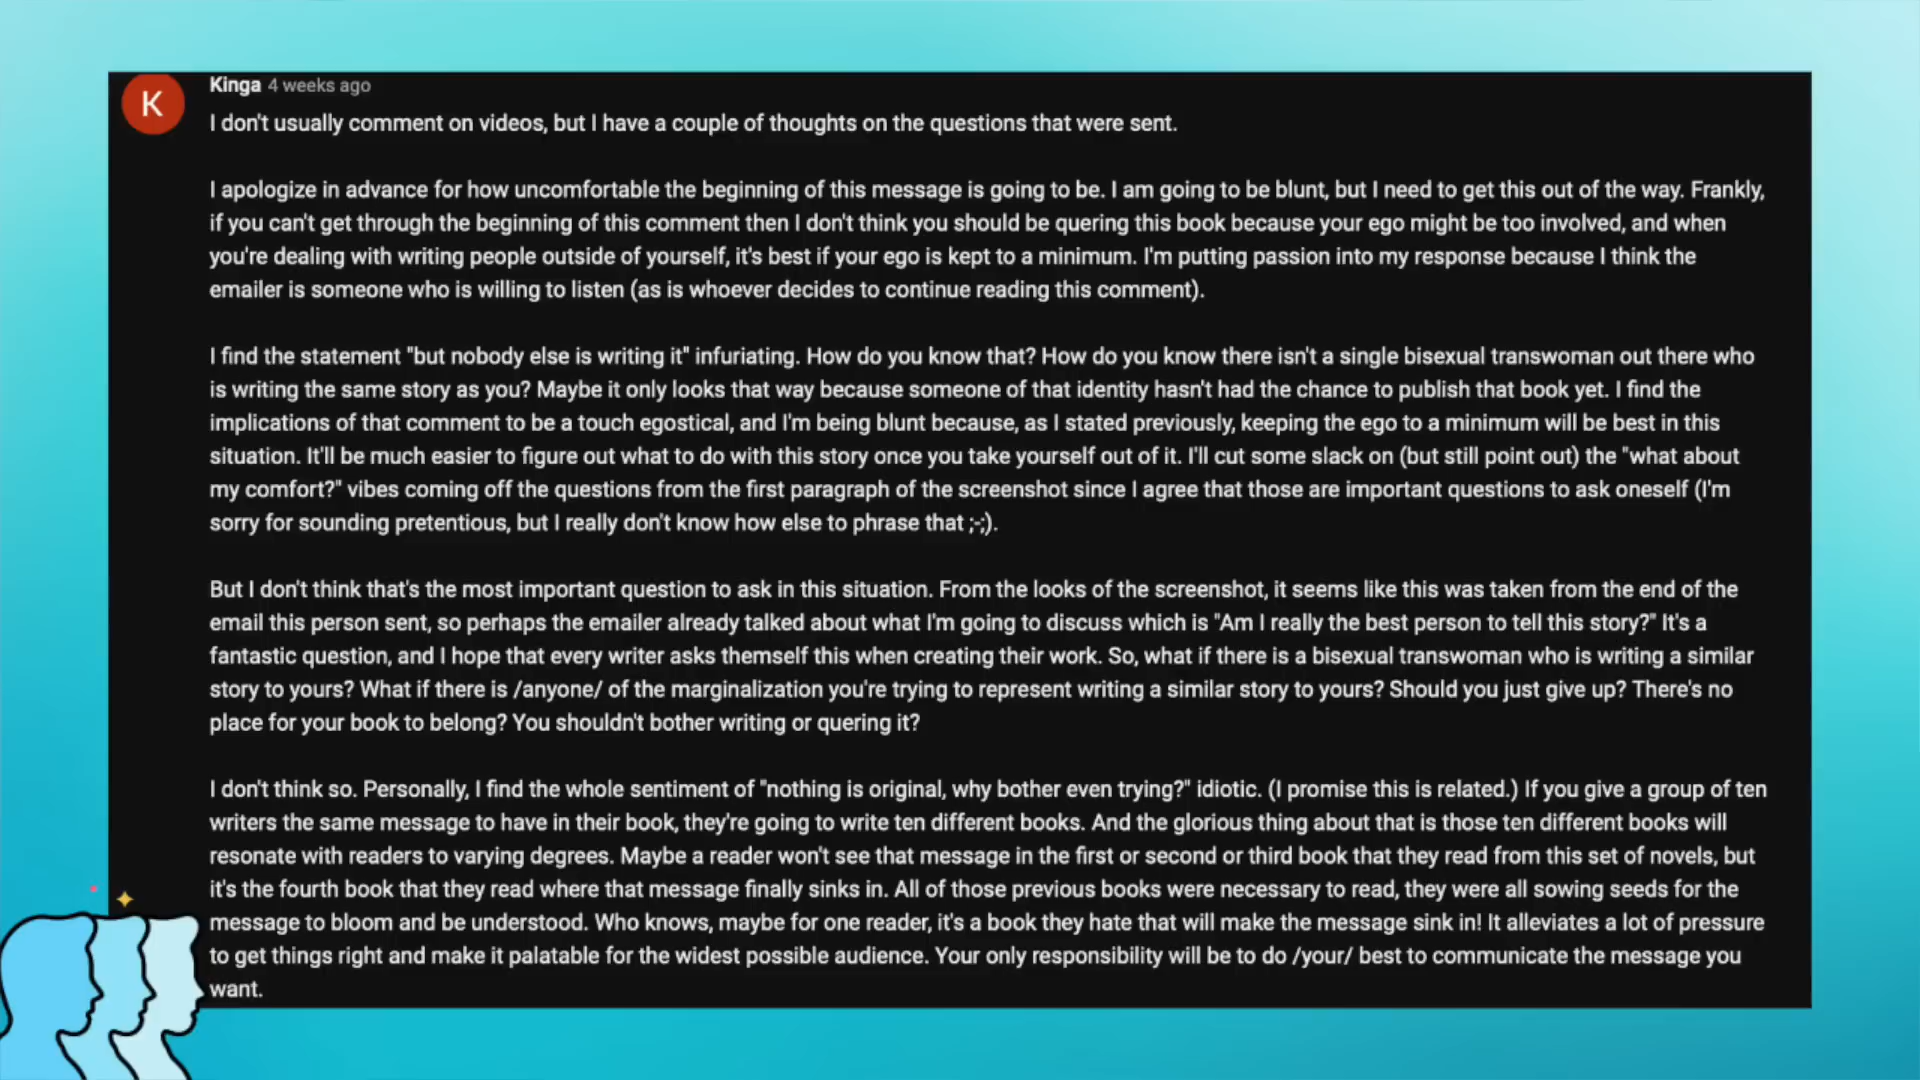 K
Kinga 4 weeks ago
I don't usually comment on videos, but I have a couple of thoughts on the questions that were sent.
I apologize in advance for how uncomfortable the beginning of this message is going to be. I am going to be blunt, but I need to get this out of the way. Frankly,
if you can't get through the beginning of this comment then I don't think you should be quering this book because your ego might be too involved, and when
you're dealing with writing people outside of yourself, it's best if your ego is kept to a minimum. I'm putting passion into my response because I think the
emailer is someone who is willing to listen (as is whoever decides to continue reading this comment).
I find the statement "but nobody else is writing it" infuriating. How do you know that? How do you know there isn't a single bisexual transwoman out there who
is writing the same story as you? Maybe it only looks that way because someone of that identity hasn't had the chance to publish that book yet. I find the
implications of that comment to be a touch egostical, and I'm being blunt because, as I stated previously, keeping the ego to a minimum will be best in this
situation. It'll be much easier to figure out what to do with this story once you take yourself out of it. I'll cut some slack on (but still point out) the "what about
my comfort?" vibes coming off the questions from the first paragraph of the screenshot since I agree that those are important questions to ask oneself (I'm
sorry for sounding pretentious, but I really don't know how else to phrase that ;-;).
But I don't think that's the most important question to ask in this situation. From the looks of the screenshot, it seems like this was taken from the end of the
email this person sent, so perhaps the emailer already talked about what I'm going to discuss which is "Am I really the best person to tell this story?" It's a
fantastic question, and I hope that every writer asks themself this when creating their work. So, what if there is a bisexual transwoman who is writing a similar
story to yours? What if there is /anyone/ of the marginalization you're trying to represent writing a similar story to yours? Should you just give up? There's no
place for your book to belong? You shouldn't bother writing or quering it?
I don't think so. Personally, I find the whole sentiment of "nothing is original, why bother even trying?" idiotic. (I promise this is related.) If you give a group of ten
writers the same message to have in their book, they're going to write ten different books. And the glorious thing about that is those ten different books will
resonate with readers to varying degrees. Maybe a reader won't see that message in the first or second or third book that they read from this set of novels, but
it's the fourth book that they read where that message finally sinks in. All of those previous books were necessary to read, they were all sowing seeds for the
message to bloom and be understood. Who knows, maybe for one reader, it's a book they hate that will make the message sink in! It alleviates a lot of pressure
to get things right and make it palatable for the widest possible audience. Your only responsibility will be to do /your/ best to communicate the message you
want.